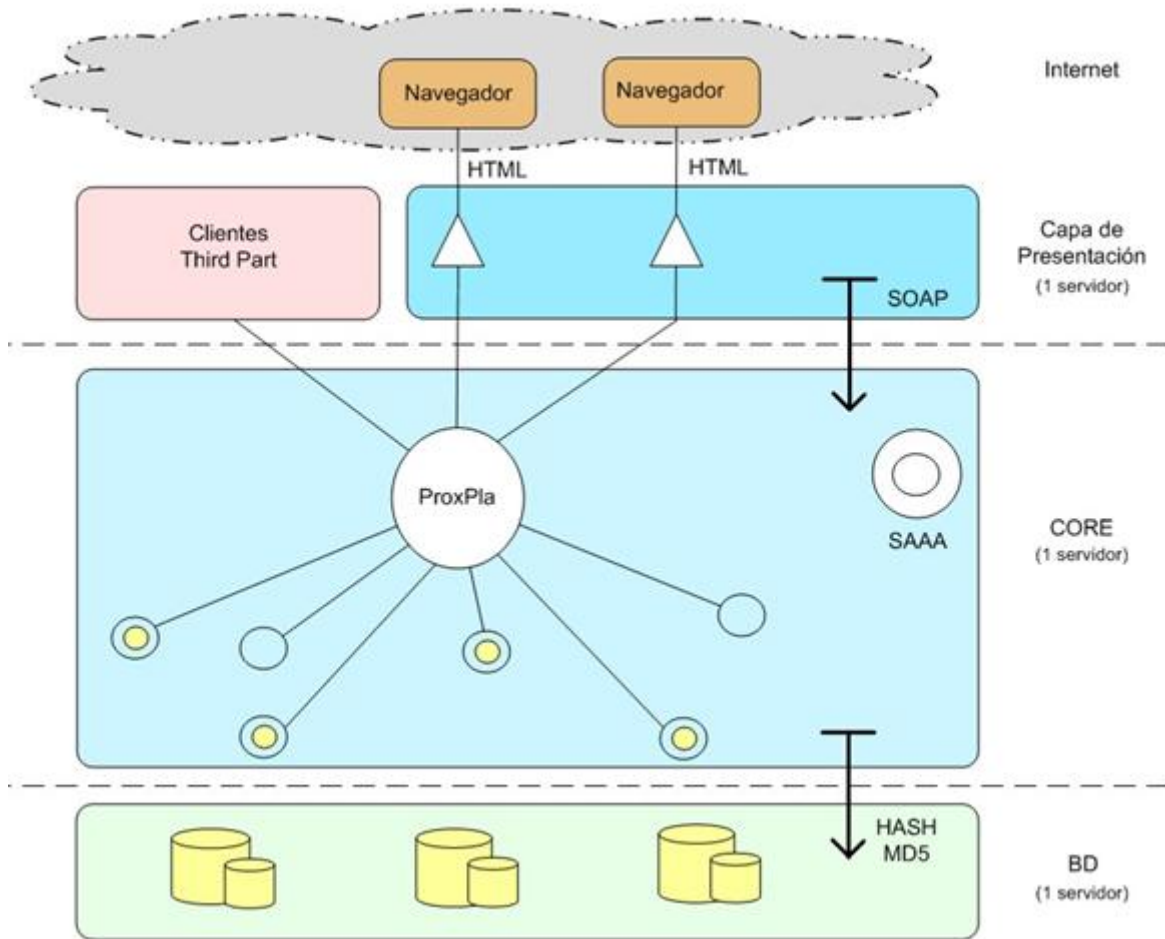 Internet
Navegador
Navegador
HTML
HTML
Clientes
Third Part
Capa de
Presentación
(1 servidor)
SOAP
ProxPla
SAAA
CORE
(1 servidor)
HASH
MD5
BD
(1 servidor)